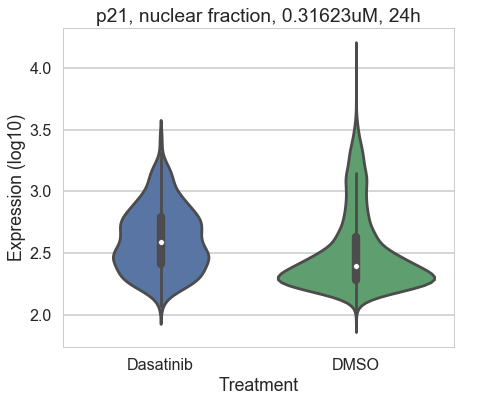 p21, nuclear fraction, 0.31623uM, 24h
4.0
3.5
3.0
2.5
2.0
Expression (log10)
Dasatinib DMSO
Treatment